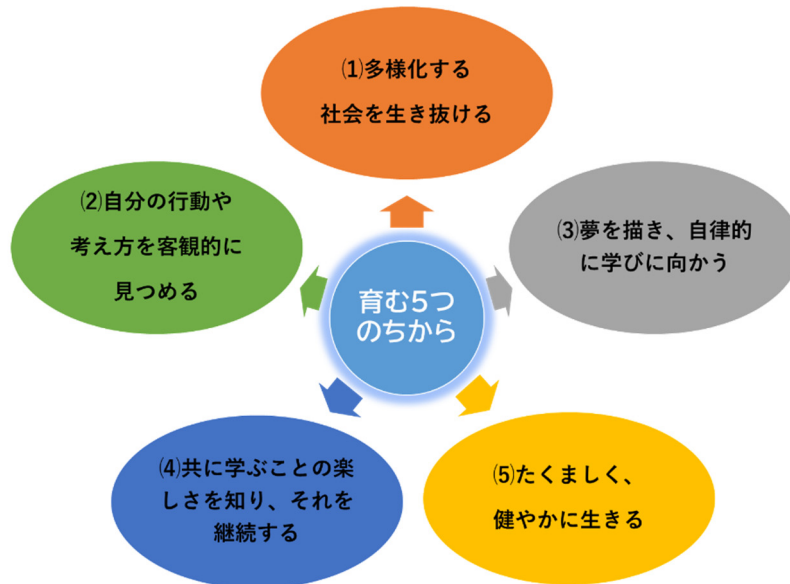 ⑴多様化する
社会を生き抜ける
⑵自分の行動や
考え方を客観的に
見つめる
⑶夢を描き、自律的
に学びに向かう
育む5つ
のちから
⑷共に学ぶことの楽
しさを知り、それを
継続する
⑸たくましく、
健やかに生きる